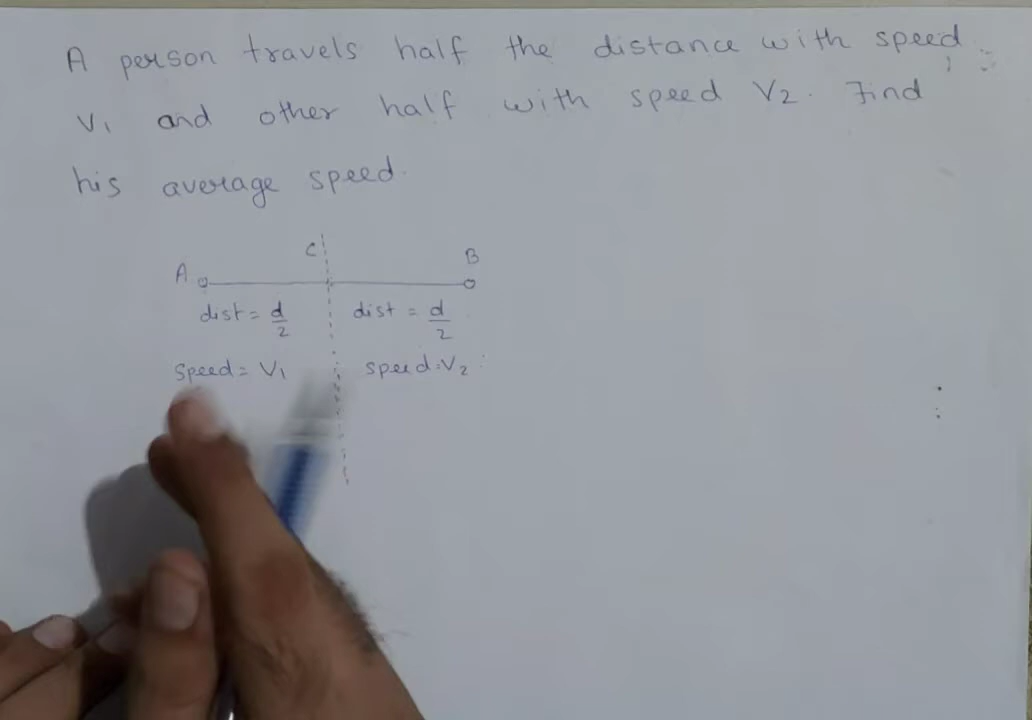 A person travels half the distance with speed
V1 and other half with speed V2. Find
his average speed.
A C B
dist = d/2 dist = d/2
Speed = V1 speed = V2